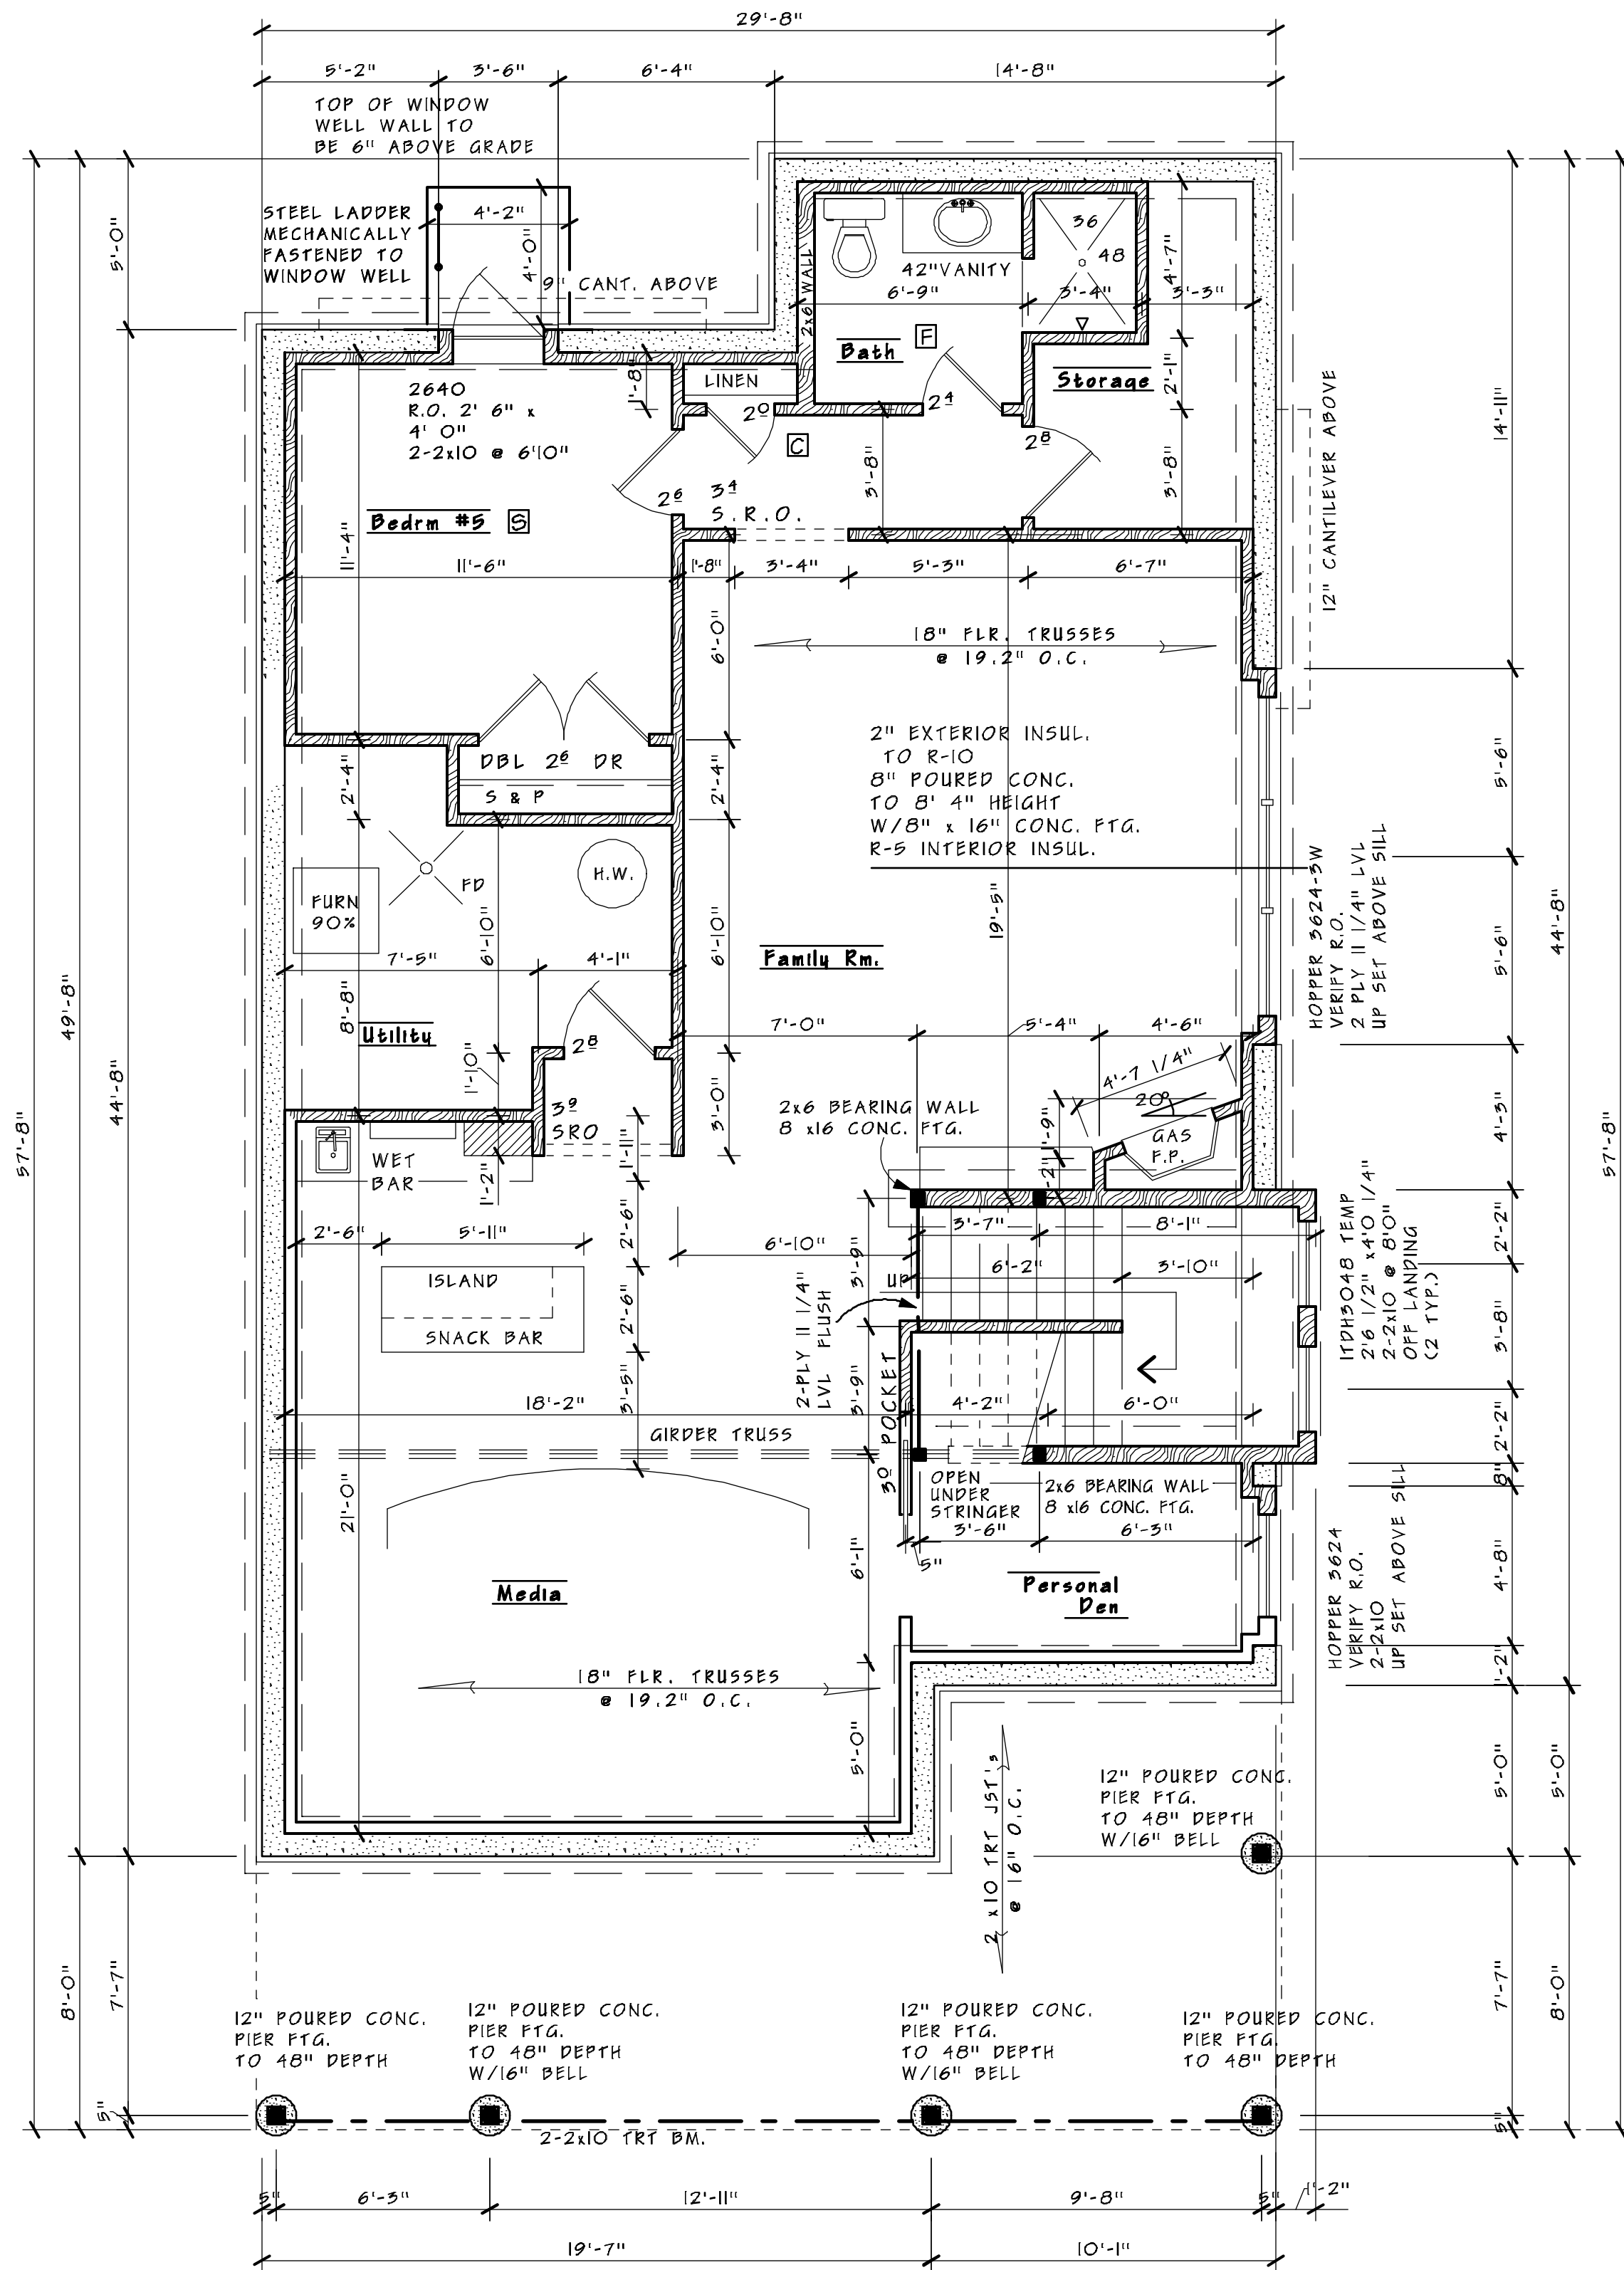 29'-8"
5'-2" 3'-6" 6'-4" 14'-8"
TOP OF WINDOW
WELL WALL TO
BE 6" ABOVE GRADE
STEEL LADDER
MECHANICALLY
FASTENED TO
WINDOW WELL
4'-2"
4'-0"
9" CANT. ABOVE
5'-0"
2x6 WALL
42"VANITY
6'-9"
36
48
3'-4"
4'-7"
3'-3"
Bath F
Storage
2'-1"
LINEN
1'-8"
2640
R.O. 2' 6" x
4' 0"
2-2x10 @ 6'10"
2⁰
2⁴
C
2⁸
3'-8"
3'-8"
2⁶
3⁴
S.R.O.
Bedrm #5 S
11'-4"
11'-6"
1'-8" 3'-4" 5'-3" 6'-7"
12" CANTILEVER ABOVE
14'-11"
6'-0"
18" FLR. TRUSSES
@ 19.2" O.C.
2" EXTERIOR INSUL.
TO R-10
8" POURED CONC.
TO 8' 4" HEIGHT
W/8" x 16" CONC. FTG.
R-5 INTERIOR INSUL.
DBL 2⁶ DR
S & P
2'-4"
2'-4"
5'-6"
5'-6"
FURN
90%
FD
H.W.
6'-10"
6'-10"
19'-5"
7'-5" 4'-1"
Family Rm.
HOPPER 3624-3W
VERIFY R.O.
2 PLY 11 1/4" LVL
UP SET ABOVE SILL
44'-8"
49'-8"
44'-8"
57'-8"
57'-8"
8'-8"
Utility
7'-0" 5'-4" 4'-6"
2⁸
1'-10"
3'-0"
4'-7 1/4"
20°
GAS
F.P.
1'-9"
2x6 BEARING WALL
8 x16 CONC. FTG.
4'-3"
3⁹
SRO
1'-11"
WET
BAR
1'-2"
2'-6" 5'-11"
2'-6"
6'-10"
3'-9"
3'-7" 8'-1"
UP
6'-2" 3'-10"
ISLAND
SNACK BAR
2'-6"
2-PLY 11 1/4"
LVL FLUSH
1TDH3048 TEMP
2'6 1/2" x4'0 1/4"
2-2x10 @ 8'0"
OFF LANDING
(2 TYP.)
2'-2"
3'-8"
2'-2"
8"
18'-2"
3'-5"
3'-9"
3⁰ POCKET
4'-2" 6'-0"
GIRDER TRUSS
OPEN
UNDER
STRINGER
2x6 BEARING WALL
8 x16 CONC. FTG.
3'-6" 6'-3"
5"
21'-0"
6'-1"
Media
Personal
Den
HOPPER 3624
VERIFY R.O.
2-2x10
UP SET ABOVE SILL
4'-8"
1'-2"
18" FLR. TRUSSES
@ 19.2" O.C.
5'-0"
2 x10 TRT JST's
@ 16" O.C.
12" POURED CONC.
PIER FTG.
TO 48" DEPTH
W/16" BELL
5'-0"
5'-0"
8'-0"
7'-7"
7'-7"
8'-0"
12" POURED CONC.
PIER FTG.
TO 48" DEPTH
12" POURED CONC.
PIER FTG.
TO 48" DEPTH
W/16" BELL
12" POURED CONC.
PIER FTG.
TO 48" DEPTH
W/16" BELL
12" POURED CONC.
PIER FTG.
TO 48" DEPTH
5"
5"
2-2x10 TRT BM.
5" 6'-3" 12'-11" 9'-8" 5" 1'-2"
19'-7" 10'-1"